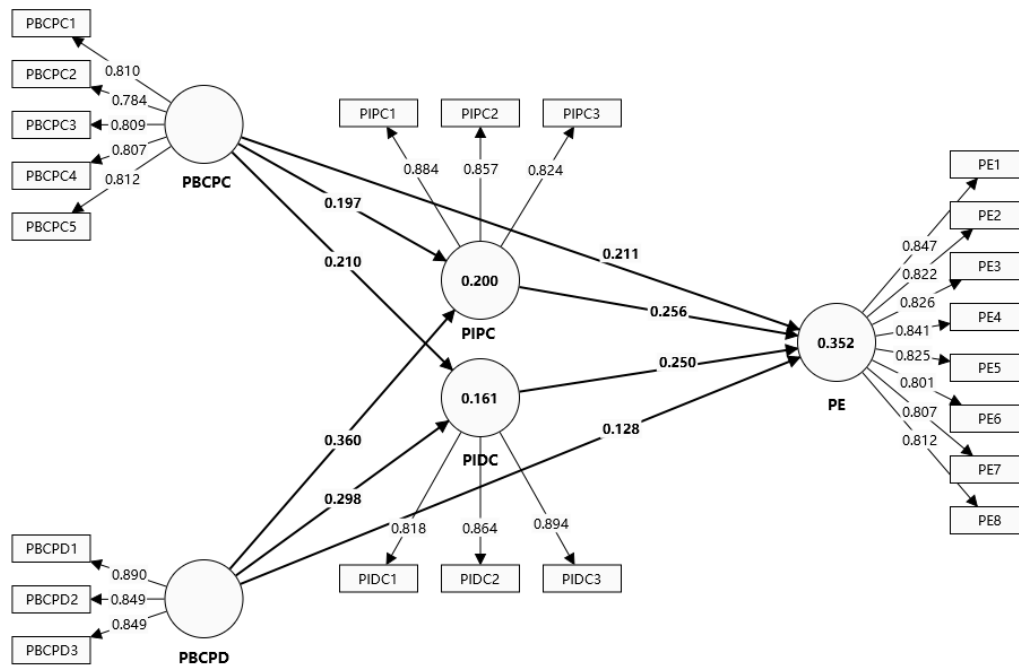 PBCPC1
PBCPC2
PBCPC3
PBCPC4
PBCPC5
0.810
0.784
0.809
0.807
0.812
PBCPC
PIPC1
PIPC2
PIPC3
0.884
0.857
0.824
0.197
0.210
0.211
0.200
PIPC
0.256
0.161
PIDC
0.250
0.360
0.298
0.128
0.818
0.864
0.894
PIDC1
PIDC2
PIDC3
PBCPD1
PBCPD2
PBCPD3
0.890
0.849
0.849
PBCPD
0.352
PE
0.847
0.822
0.826
0.841
0.825
0.801
0.807
0.812
PE1
PE2
PE3
PE4
PE5
PE6
PE7
PE8